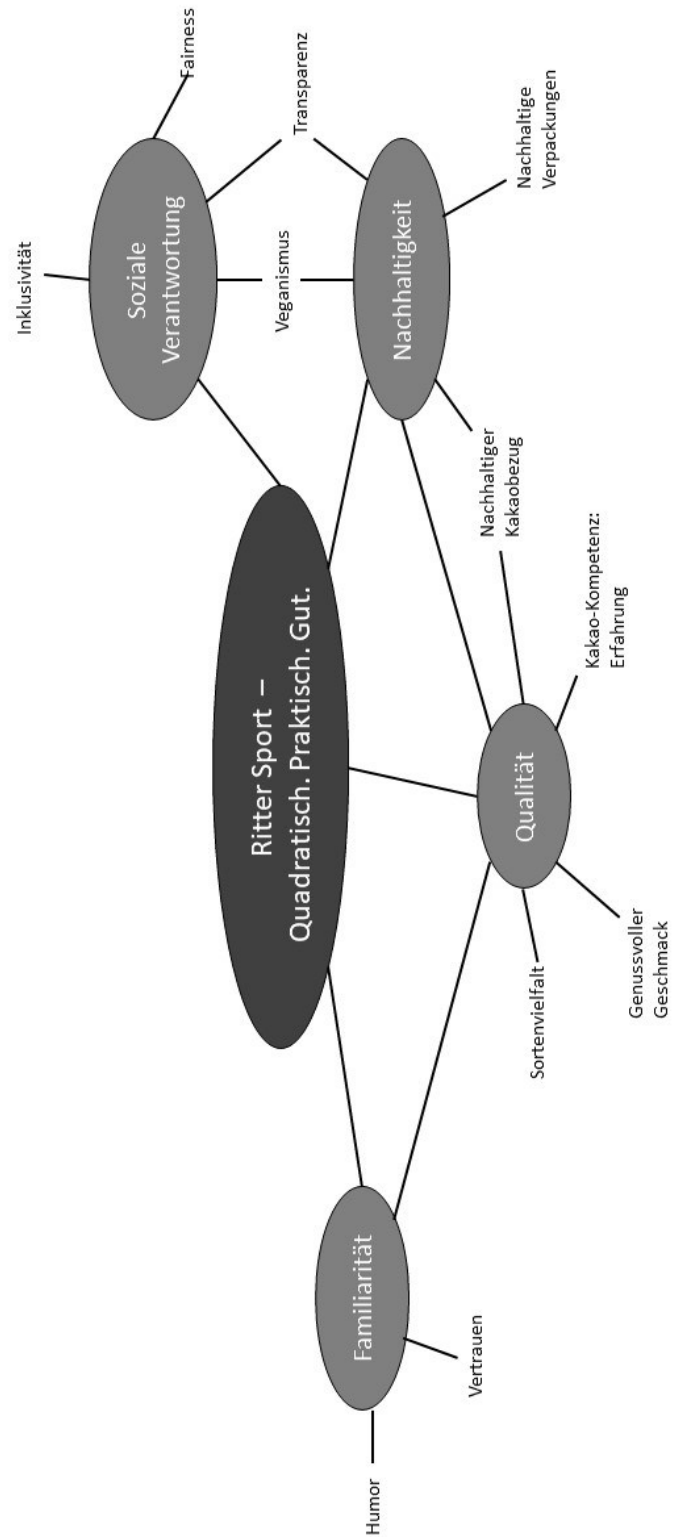 Ritter Sport –
Quadratisch. Praktisch. Gut.
Soziale
Verantwortung
Inklusivität
Fairness
Transparenz
Veganismus
Nachhaltigkeit
Nachhaltige
Verpackungen
Nachhaltiger
Kakaobezug
Qualität
Kakao-Kompetenz:
Erfahrung
Genussvoller
Geschmack
Sortenvielfalt
Familiarität
Vertrauen
Humor